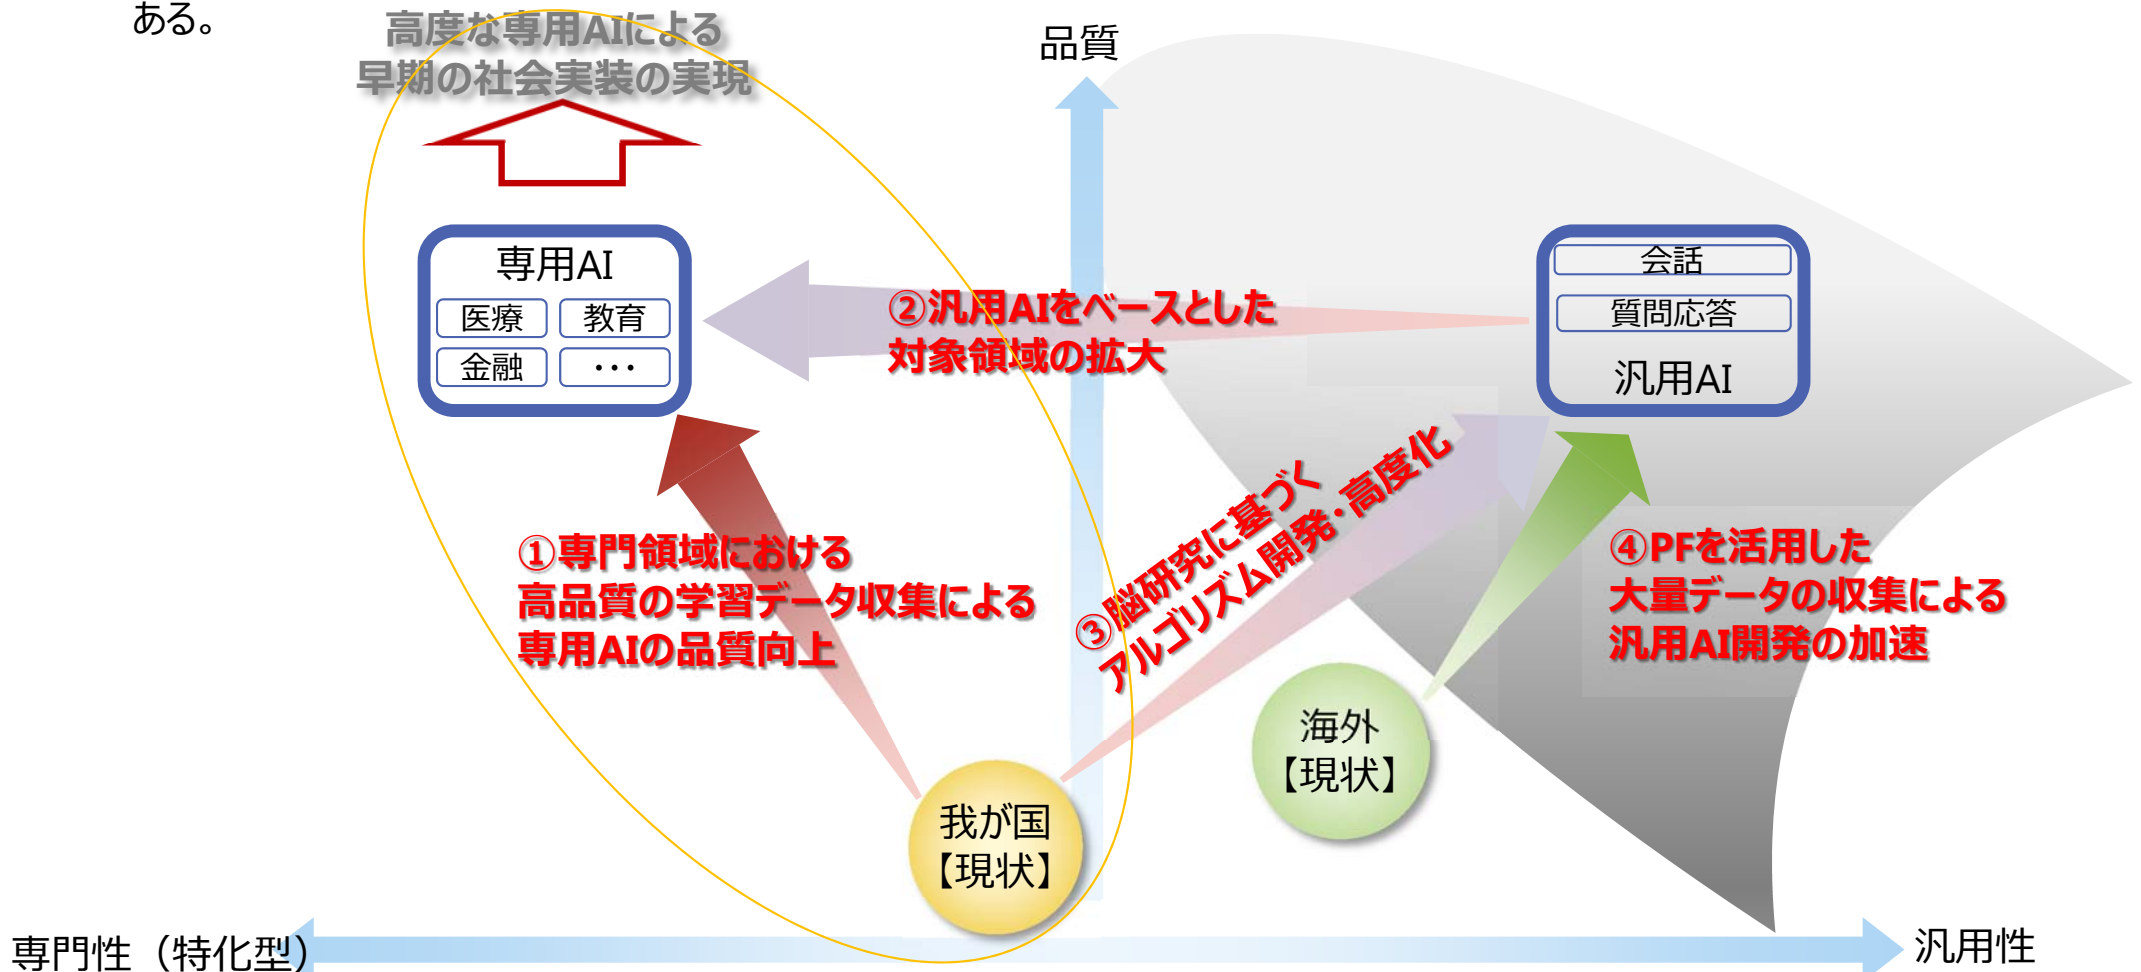 ある。
高度な専用AIによる
早期の社会実装の実現
品質
専用AI
医療
教育
金融
・・・
②汎用AIをベースとした
対象領域の拡大
会話
質問応答
汎用AI
①専門領域における
高品質の学習データ収集による
専用AIの品質向上
③脳研究に基づく
アルゴリズム開発・高度化
④PFを活用した
大量データの収集による
汎用AI開発の加速
海外
【現状】
我が国
【現状】
専門性（特化型）
汎用性